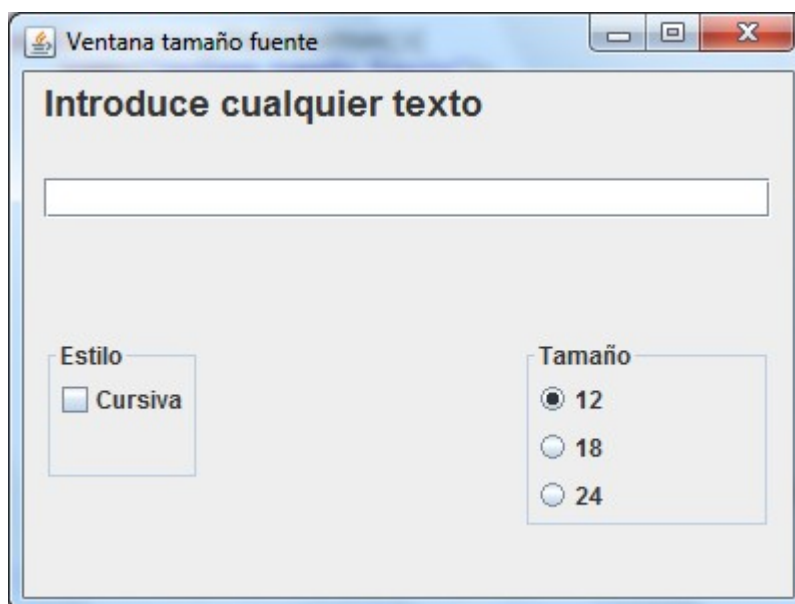 Ventana tamaño fuente
Introduce cualquier texto
Estilo
Cursiva
Tamaño
12
18
24